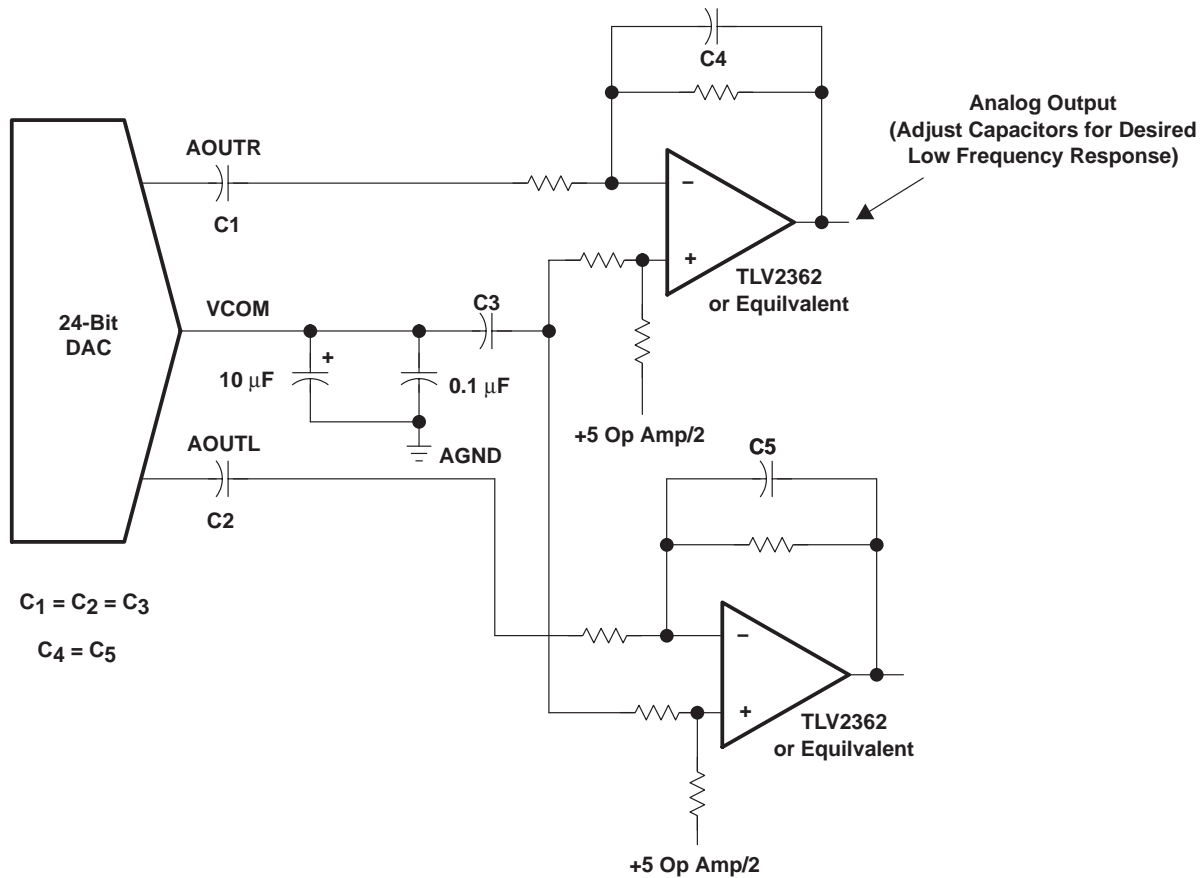 C4
Analog Output
(Adjust Capacitors for Desired
Low Frequency Response)
AOUTR
C1
−
+
TLV2362
or Equilvalent
24-Bit
DAC
VCOM
C3
+
10 μF
0.1 μF
+5 Op Amp/2
AOUTL
AGND
C2
C5
C1 = C2 = C3
C4 = C5
−
+
TLV2362
or Equilvalent
+5 Op Amp/2